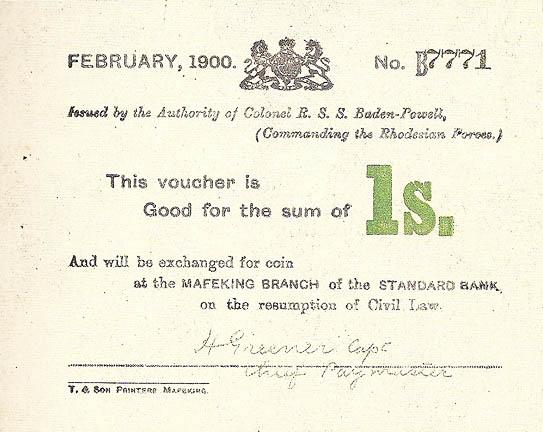 FEBRUARY, 1900. No. B7771
Issued by the Authority of Colonel R. S. S. Baden-Powell,
(Commanding the Rhodesian Forces.)
This voucher is
Good for the sum of 1s.
And will be exchanged for coin
at the MAFEKING BRANCH of the STANDARD BANK,
on the resumption of Civil Law.
H Greener Capt
Chief Paymaster
T. & SON PRINTERS MAFEKING.